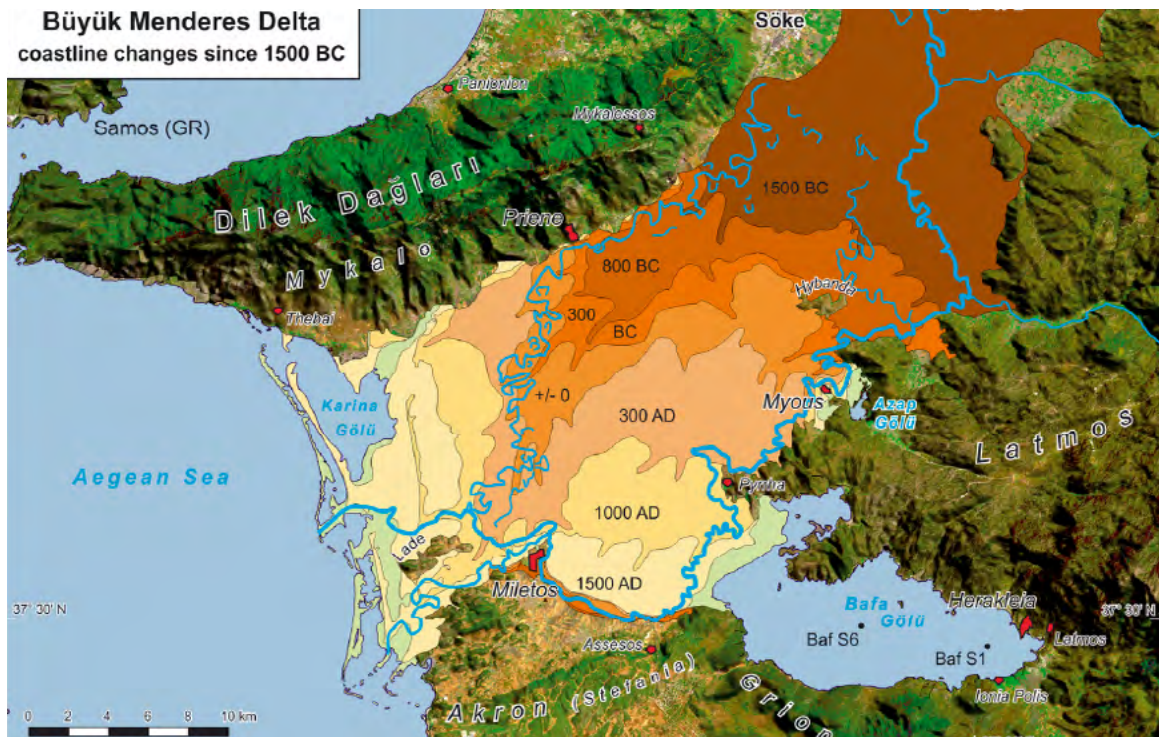 Büyük Menderes Delta
coastline changes since 1500 BC
Söke
Panionion
Samos (GR)
Mykalessos
Dilek Dağları
1500 BC
Priene
Mykale
800 BC
Hybanda
Thebai
300
BC
+/- 0
Karina
Gölü
300 AD
Myous
Azap
Gölü
Latmos
Aegean Sea
Pyrrha
1000 AD
Lade
1500 AD
Miletos
37° 30' N
Bafa
Gölü
Herakleia
37° 30' N
Baf S6
Latmos
Assesos
Baf S1
Ionia Polis
Akron (Stefania)
Grion
0 2 4 6 8 10 km